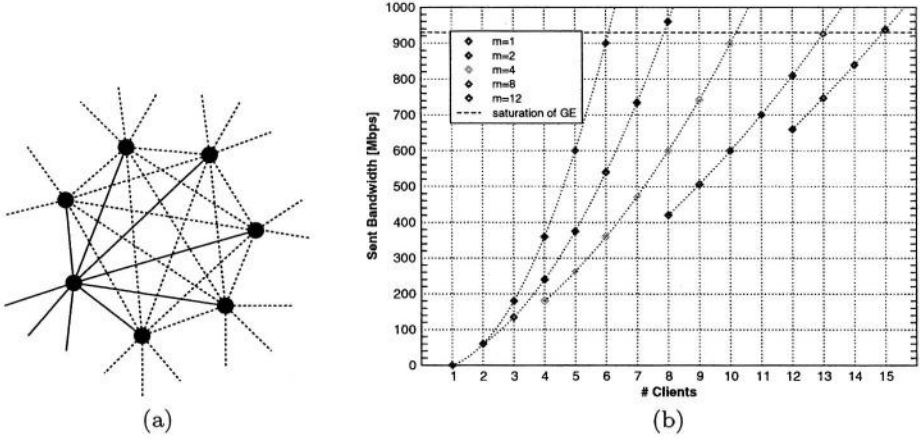 1000
900
800
700
600
500
400
300
200
100
0
Sent Bandwidth [Mbps]
m=1
m=2
m=4
m=8
m=12
saturation of GE
1 2 3 4 5 6 7 8 9 10 11 12 13 14 15
# Clients
(a)
(b)